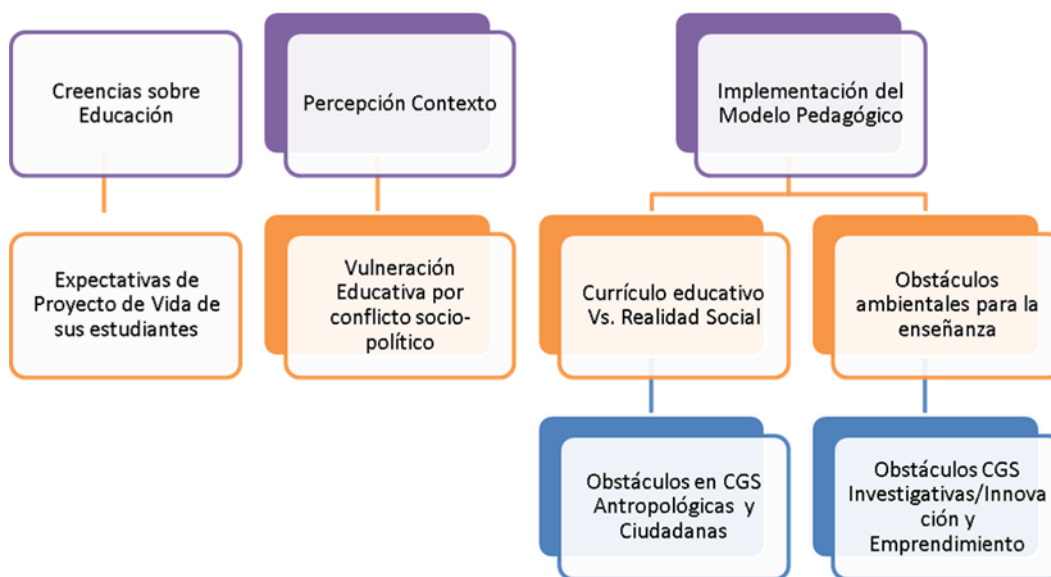 Creencias sobre
Educación
Percepción Contexto
Implementación del
Modelo Pedagógico
Expectativas de
Proyecto de Vida de
sus estudiantes
Vulneración
Educativa por
conflicto socio-
político
Currículo educativo
Vs. Realidad Social
Obstáculos
ambientales para la
enseñanza
Obstáculos en CGS
Antropológicas y
Ciudadanas
Obstáculos CGS
Investigativas/Innova
ción y
Emprendimiento